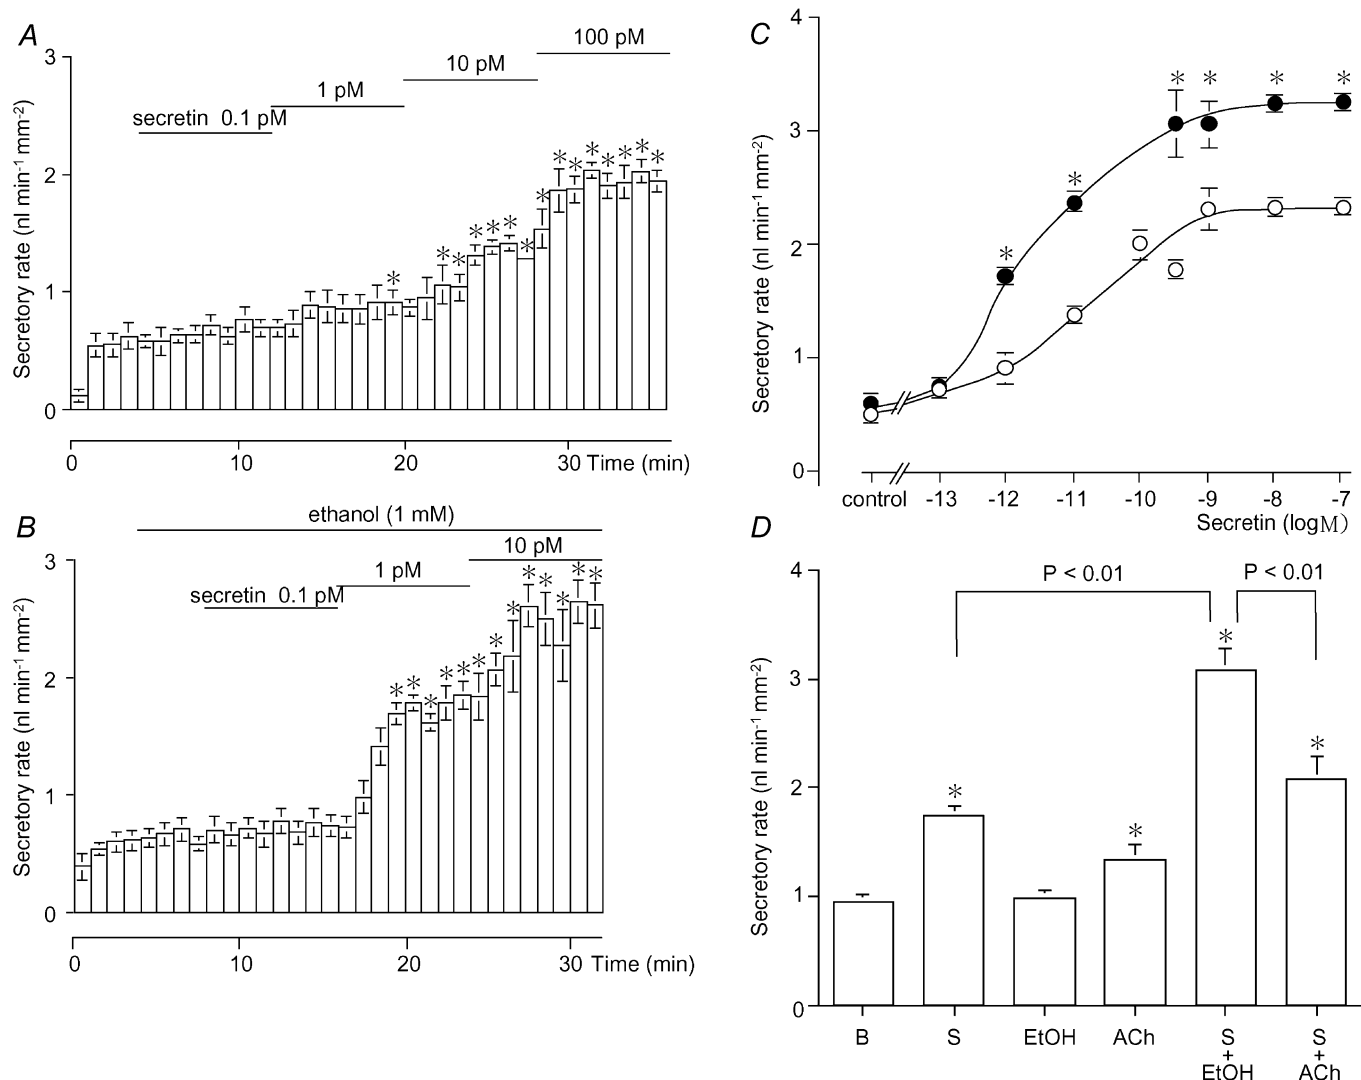 A
3
2
1
0
Secretory rate (nl min-1 mm-2)
secretin 0.1 pM
1 pM
10 pM
100 pM
* * * * * * * * * * * * * * *
0 10 20 30 Time (min)
B
ethanol (1 mM)
3
2
1
0
Secretory rate (nl min-1 mm-2)
secretin 0.1 pM
1 pM
10 pM
* * * * * * * * * * * * *
0 10 20 30 Time (min)
C
4
3
2
1
0
Secretory rate (nl min-1 mm-2)
* * * * * *
control -13 -12 -11 -10 -9 -8 -7
Secretin (logM)
D
4
3
2
1
0
Secretory rate (nl min-1 mm-2)
P < 0.01 P < 0.01
* * * *
B S EtOH ACh S S
+ +
EtOH ACh